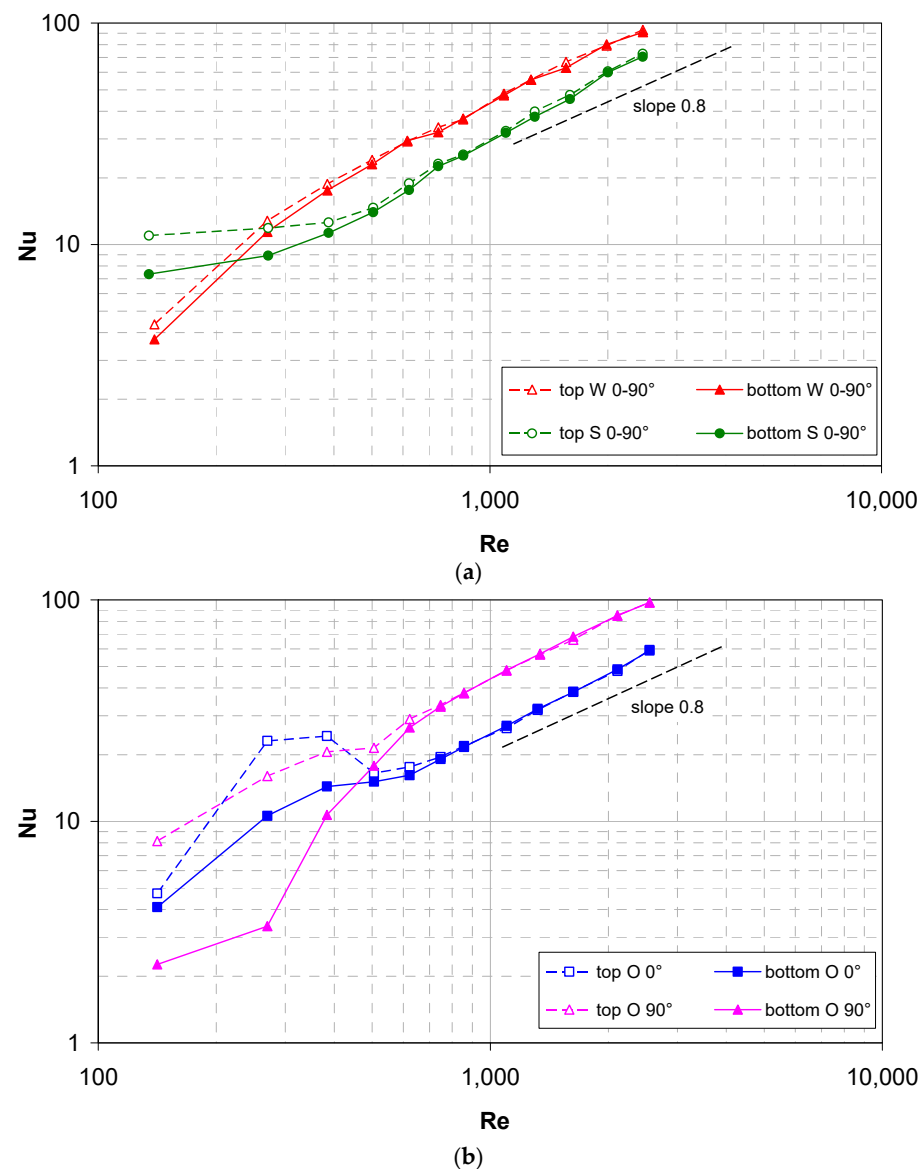 100
10
1
Nu
slope 0.8
top W 0-90° bottom W 0-90°
top S 0-90° bottom S 0-90°
100 1,000 10,000
Re
(a)
100
10
1
Nu
slope 0.8
top O 0° bottom O 0°
top O 90° bottom O 90°
100 1,000 10,000
Re
(b)